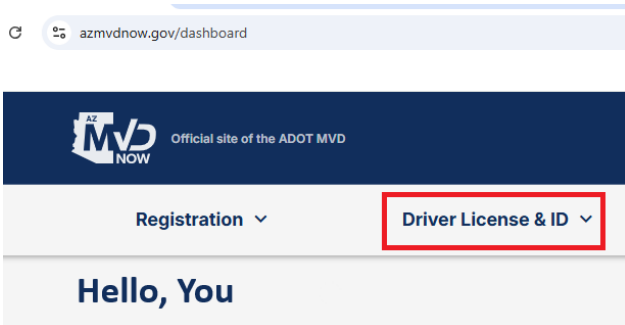 azmvdnow.gov/dashboard
AZ
MVD
NOW
Official site of the ADOT MVD
Registration
Driver License & ID
Hello, You